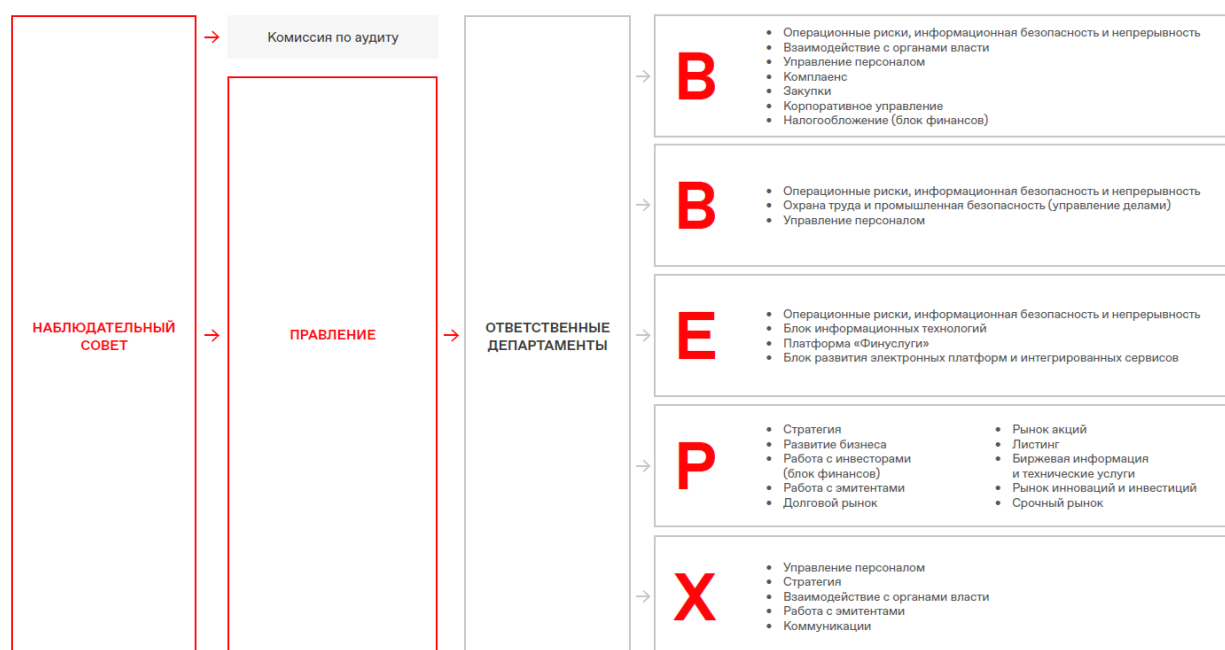 Комиссия по аудиту
НАБЛЮДАТЕЛЬНЫЙ
СОВЕТ
ПРАВЛЕНИЕ
ОТВЕТСТВЕННЫЕ
ДЕПАРТАМЕНТЫ
В
• Операционные риски, информационная безопасность и непрерывность
• Взаимодействие с органами власти
• Управление персоналом
• Комплаенс
• Закупки
• Корпоративное управление
• Налогообложение (блок финансов)
В
• Операционные риски, информационная безопасность и непрерывность
• Охрана труда и промышленная безопасность (управление делами)
• Управление персоналом
Е
• Операционные риски, информационная безопасность и непрерывность
• Блок информационных технологий
• Платформа «Финуслуги»
• Блок развития электронных платформ и интегрированных сервисов
Р
• Стратегия
• Развитие бизнеса
• Работа с инвесторами
(блок финансов)
• Работа с эмитентами
• Долговой рынок
• Рынок акций
• Листинг
• Биржевая информация
и технические услуги
• Рынок инноваций и инвестиций
• Срочный рынок
Х
• Управление персоналом
• Стратегия
• Взаимодействие с органами власти
• Работа с эмитентами
• Коммуникации